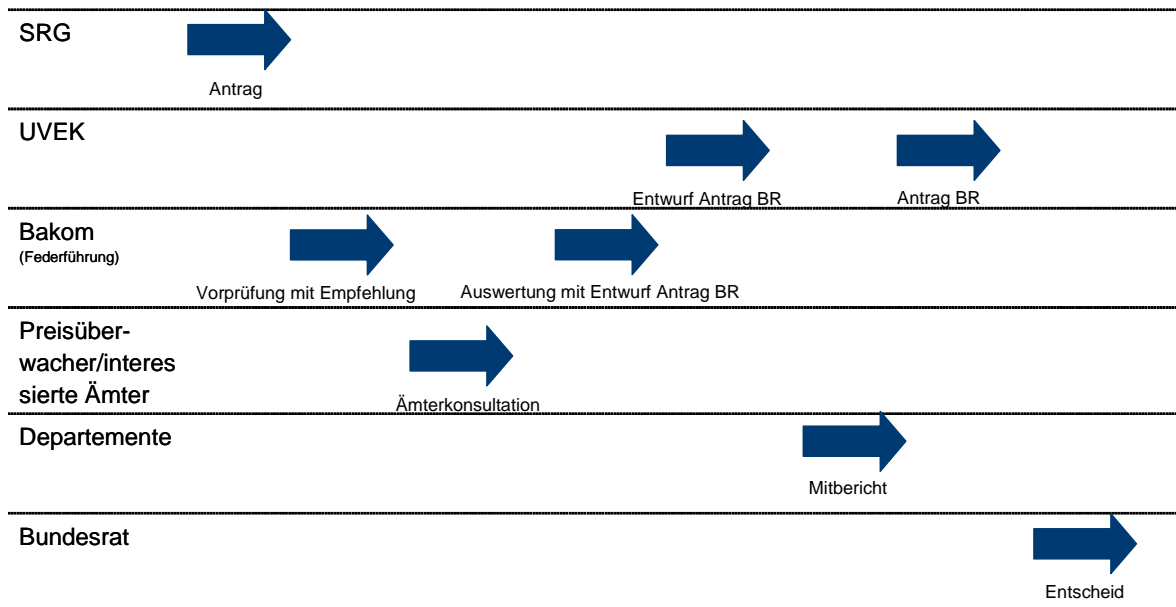 SRG
Antrag
UVEK
Entwurf Antrag BR
Antrag BR
Bakom
(Federführung)
Vorprüfung mit Empfehlung
Auswertung mit Entwurf Antrag BR
Preisüber-
wacher/interes
sierte Ämter
Ämterkonsultation
Departemente
Mitbericht
Bundesrat
Entscheid